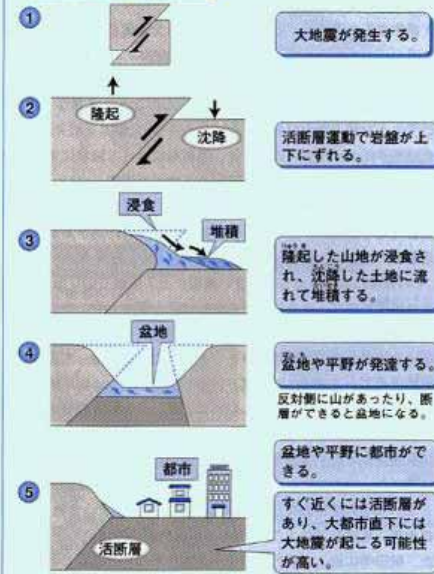 ①
大地震が発生する。
②
隆起
沈降
活断層運動で岩盤が上
下にずれる。
浸食
堆積
③
隆起した山地が浸食さ
れ、沈降した土地に流
れて堆積する。
④
盆地
盆地や平野が発達する。
反対側に山があったり、断
層ができると盆地になる。
盆地や平野に都市がで
きる。
⑤
都市
活断層
すぐ近くには活断層が
あり、大都市直下には
大地震が起こる可能性
が高い。